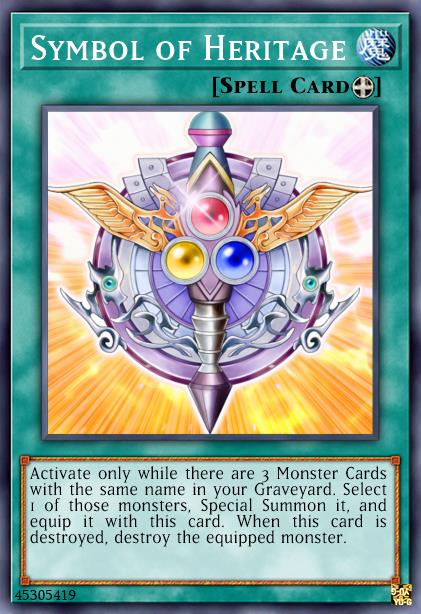 Symbol of Heritage
魔
[Spell Card]
Activate only while there are 3 Monster Cards
with the same name in your Graveyard. Select
1 of those monsters, Special Summon it, and
equip it with this card. When this card is
destroyed, destroy the equipped monster.
45305419